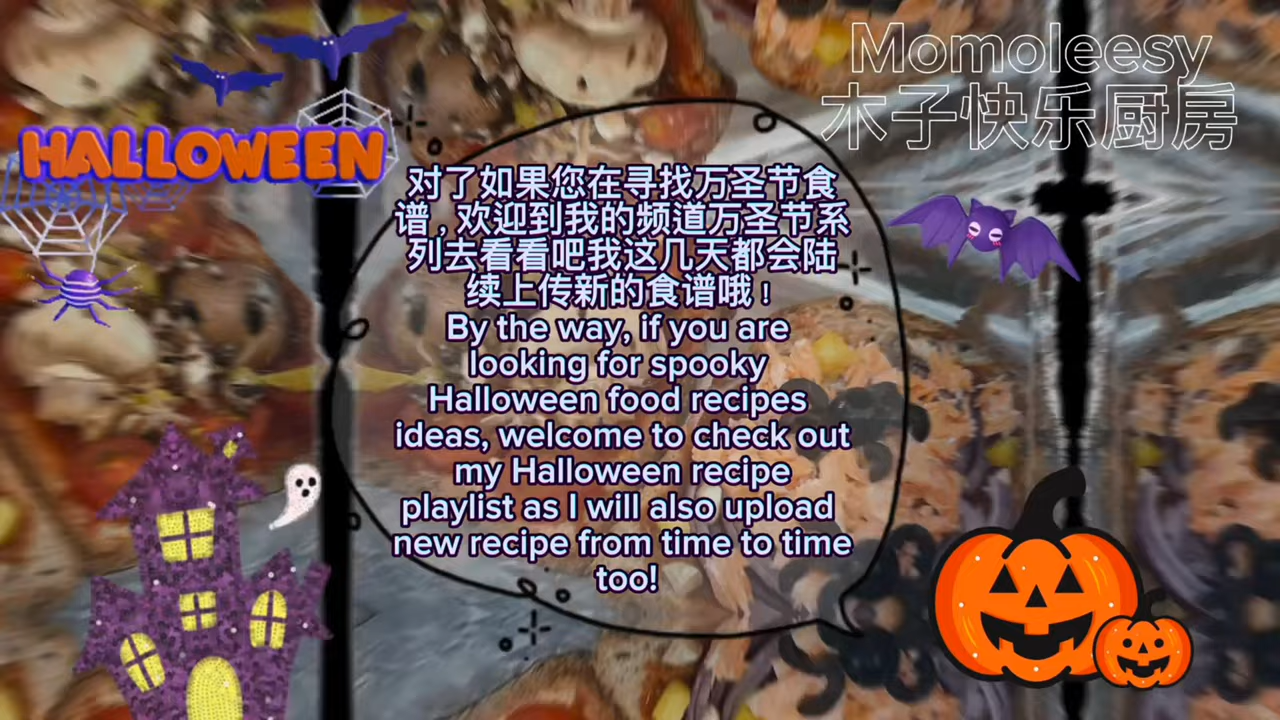 Momoleesy
木子快乐厨房
HALLOWEEN
对了如果您在寻找万圣节食
谱，欢迎到我的频道万圣节系
列去看看吧我这几天都会陆
续上传新的食谱哦！
By the way, if you are
looking for spooky
Halloween food recipes
ideas, welcome to check out
my Halloween recipe
playlist as I will also upload
new recipe from time to time
too!